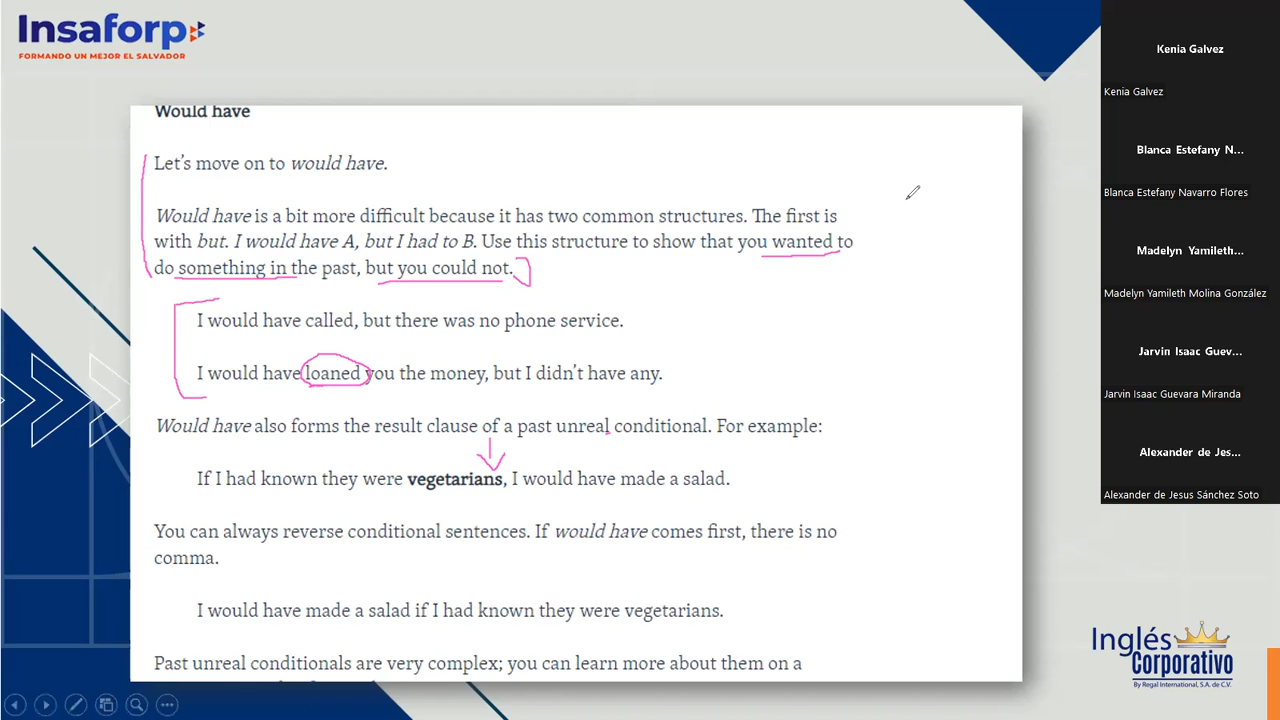 Insaforp
FORMANDO UN MEJOR EL SALVADOR
Would have
Let's move on to would have.
Would have is a bit more difficult because it has two common structures. The first is
with but. I would have A, but I had to B. Use this structure to show that you wanted to
do something in the past, but you could not.
I would have called, but there was no phone service.
I would have loaned you the money, but I didn't have any.
Would have also forms the result clause of a past unreal conditional. For example:
If I had known they were vegetarians, I would have made a salad.
You can always reverse conditional sentences. If would have comes first, there is no
comma.
I would have made a salad if I had known they were vegetarians.
Past unreal conditionals are very complex; you can learn more about them on a
Kenia Galvez
Kenia Galvez
Blanca Estefany N...
Blanca Estefany Navarro Flores
Madelyn Yamileth...
Madelyn Yamileth Molina González
Jarvin Isaac Guev...
Jarvin Isaac Guevara Miranda
Alexander de Jes...
Alexander de Jesus Sánchez Soto
Inglés
Corporativo
By Regal International, S.A. de C.V.